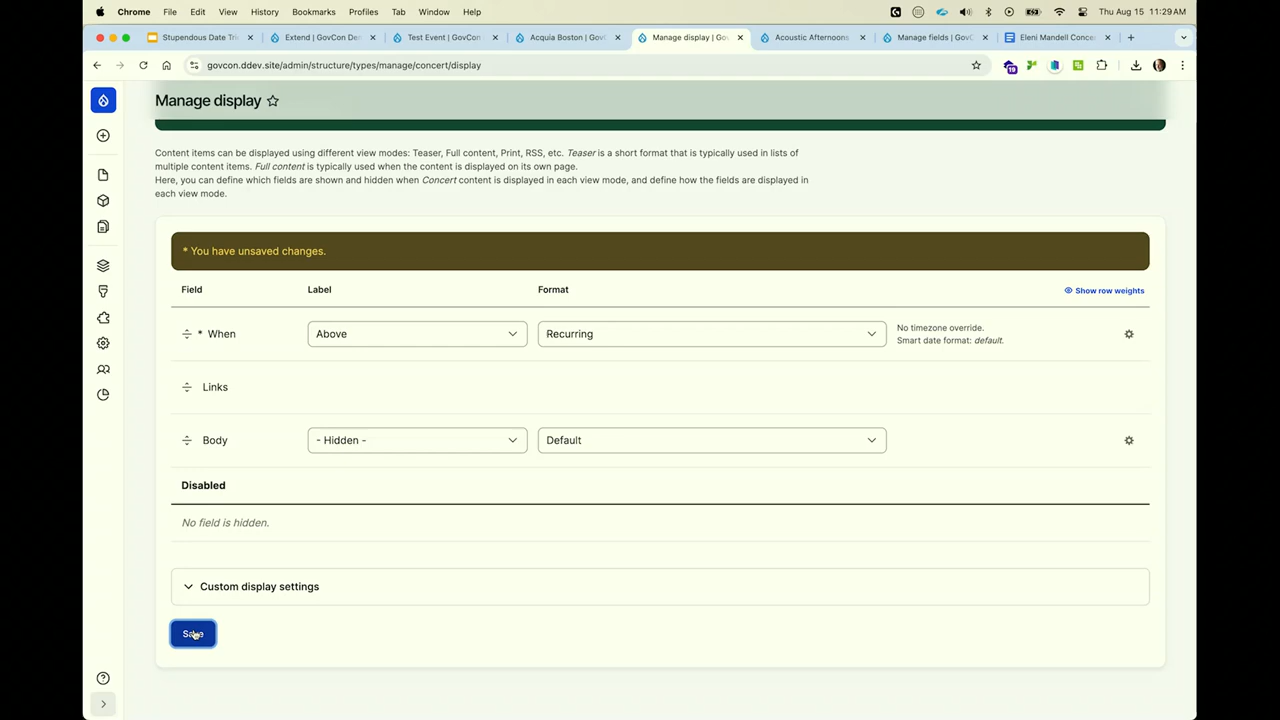 Chrome File Edit View History Bookmarks Profiles Tab Window Help Thu Aug 15 11:29 AM
Stupendous Date Tri Extend | GovCon De Test Event | GovCon Acquia Boston | GovC Manage display | Go Acoustic Afternoons Manage fields | GovC Eleni Mandell Conce
govcon.ddev.site/admin/structure/types/manage/concert/display 19
Manage display
Content items can be displayed using different view modes: Teaser, Full content, Print, RSS, etc. Teaser is a short format that is typically used in lists of
multiple content items. Full content is typically used when the content is displayed on its own page.
Here, you can define which fields are shown and hidden when Concert content is displayed in each view mode, and define how the fields are displayed in
each view mode.
* You have unsaved changes.
Field Label Format Show row weights
* When Above Recurring No timezone override.
Smart date format: default.
Links
Body - Hidden - Default
Disabled
No field is hidden.
Custom display settings
Save